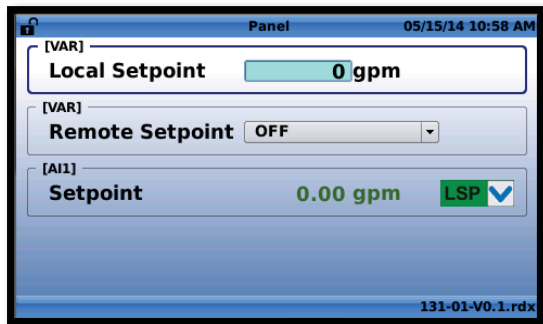 Panel 05/15/14 10:58 AM
[VAR]
Local Setpoint 0 gpm
[VAR]
Remote Setpoint OFF
[AI1]
Setpoint 0.00 gpm LSP
131-01-V0.1.rdx